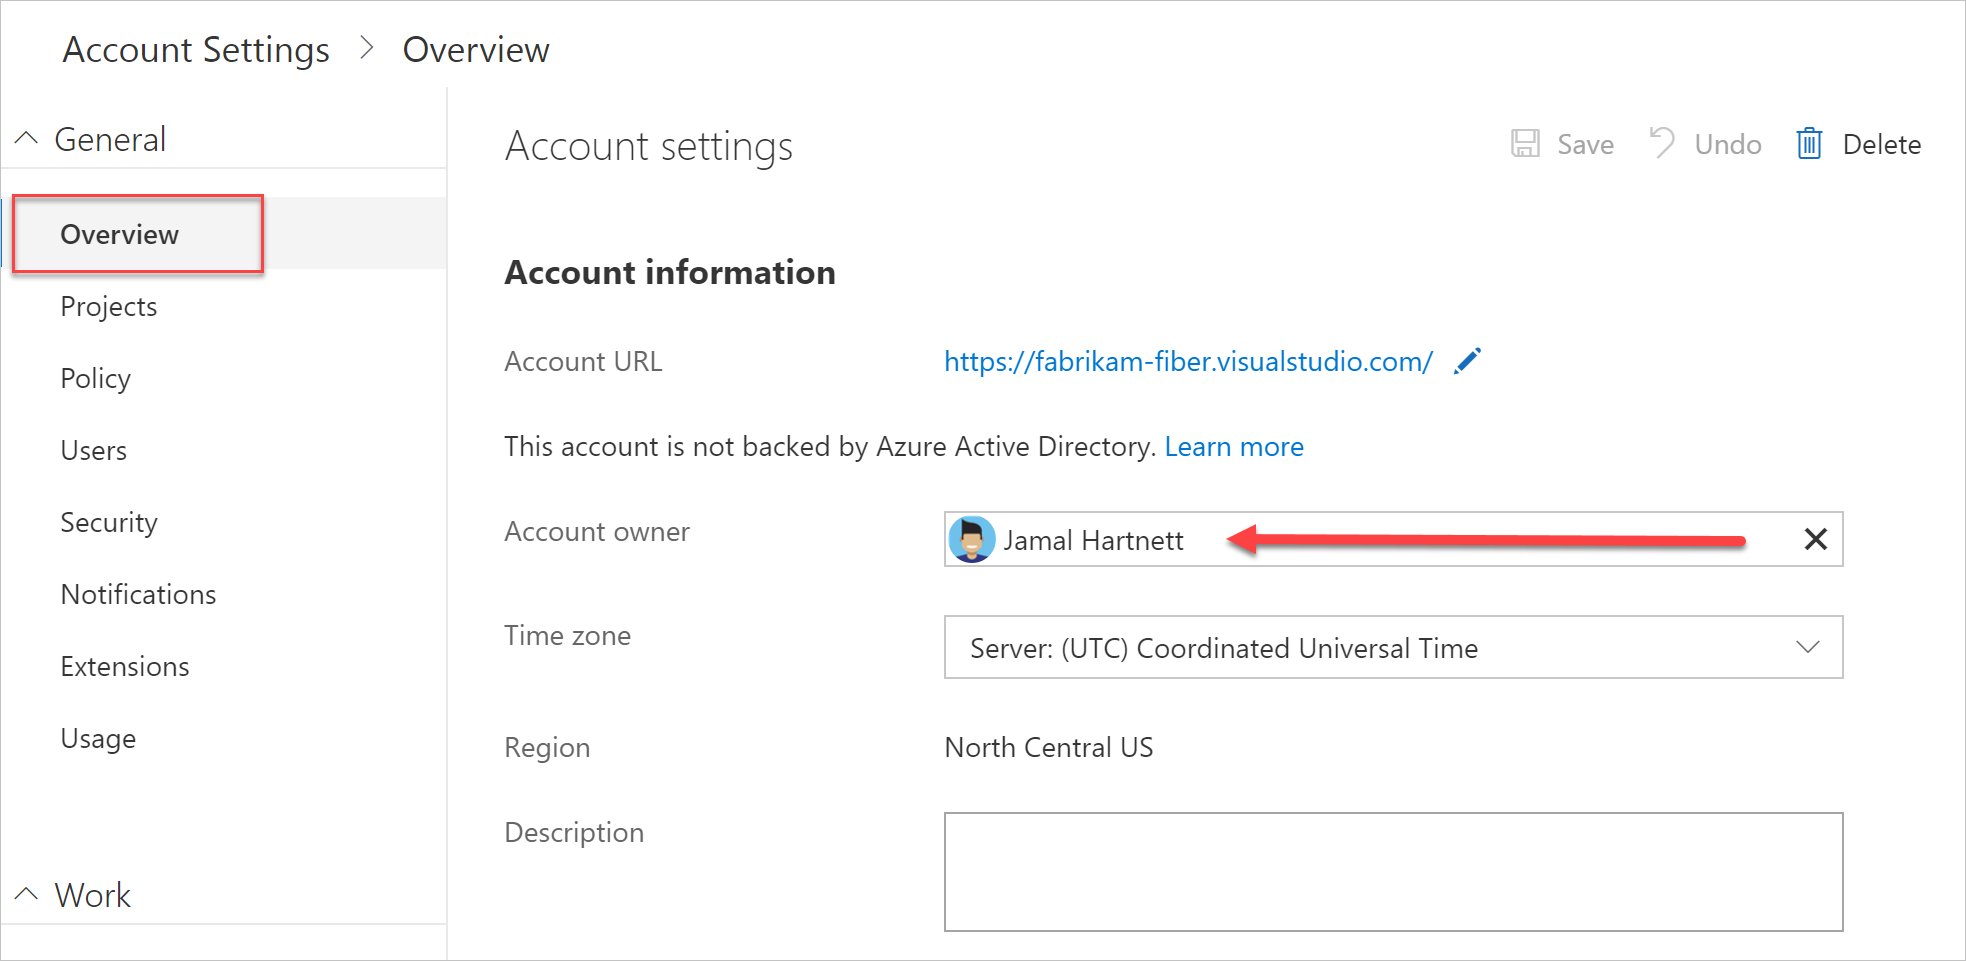 Account Settings > Overview
General
Overview
Projects
Policy
Users
Security
Notifications
Extensions
Usage
Work
Account settings
Save Undo Delete
Account information
Account URL https://fabrikam-fiber.visualstudio.com/
This account is not backed by Azure Active Directory. Learn more
Account owner Jamal Hartnett
Time zone Server: (UTC) Coordinated Universal Time
Region North Central US
Description